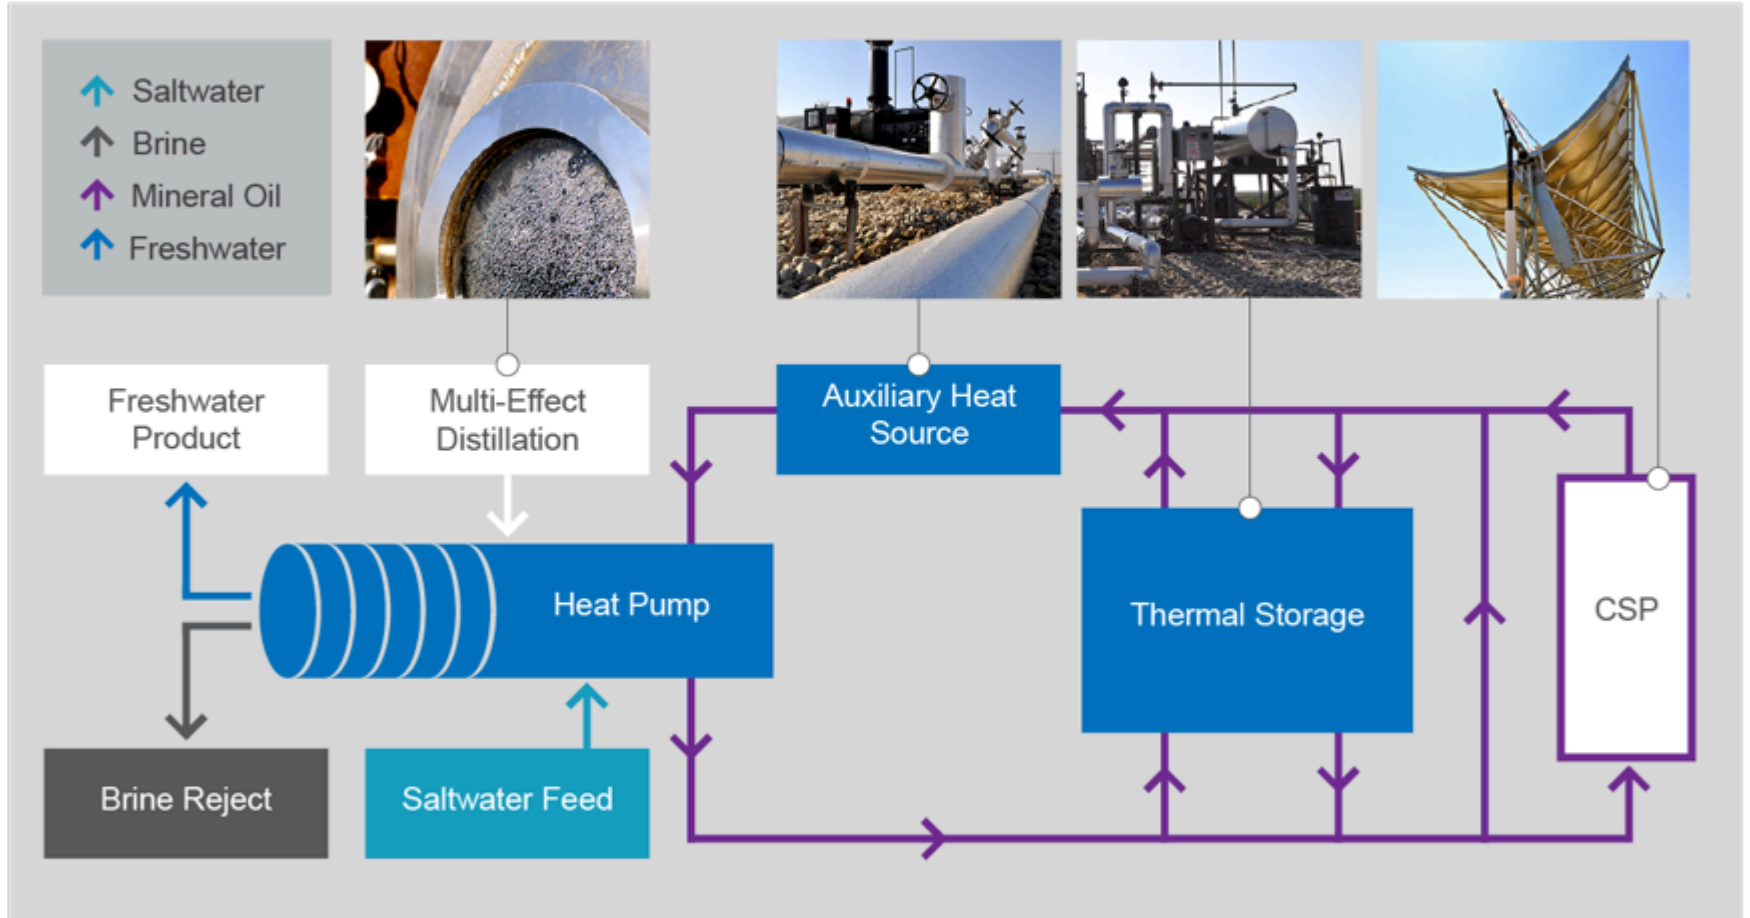 Saltwater
Brine
Mineral Oil
Freshwater
Freshwater
Product
Multi-Effect
Distillation
Auxiliary Heat
Source
Heat Pump
Thermal Storage
CSP
Brine Reject
Saltwater Feed